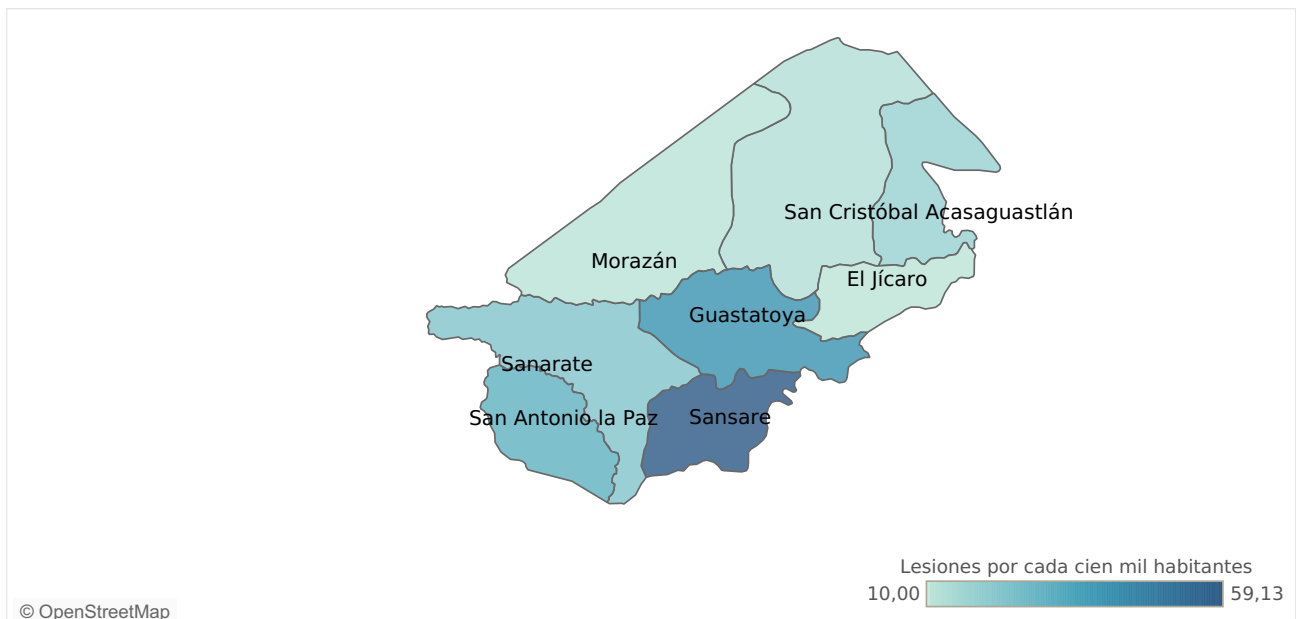 San Cristóbal Acasaguastlán
Morazán
El Jícaro
Guastatoya
Sanarate
San Antonio la Paz
Sansare
Lesiones por cada cien mil habitantes
10,00
59,13
© OpenStreetMap